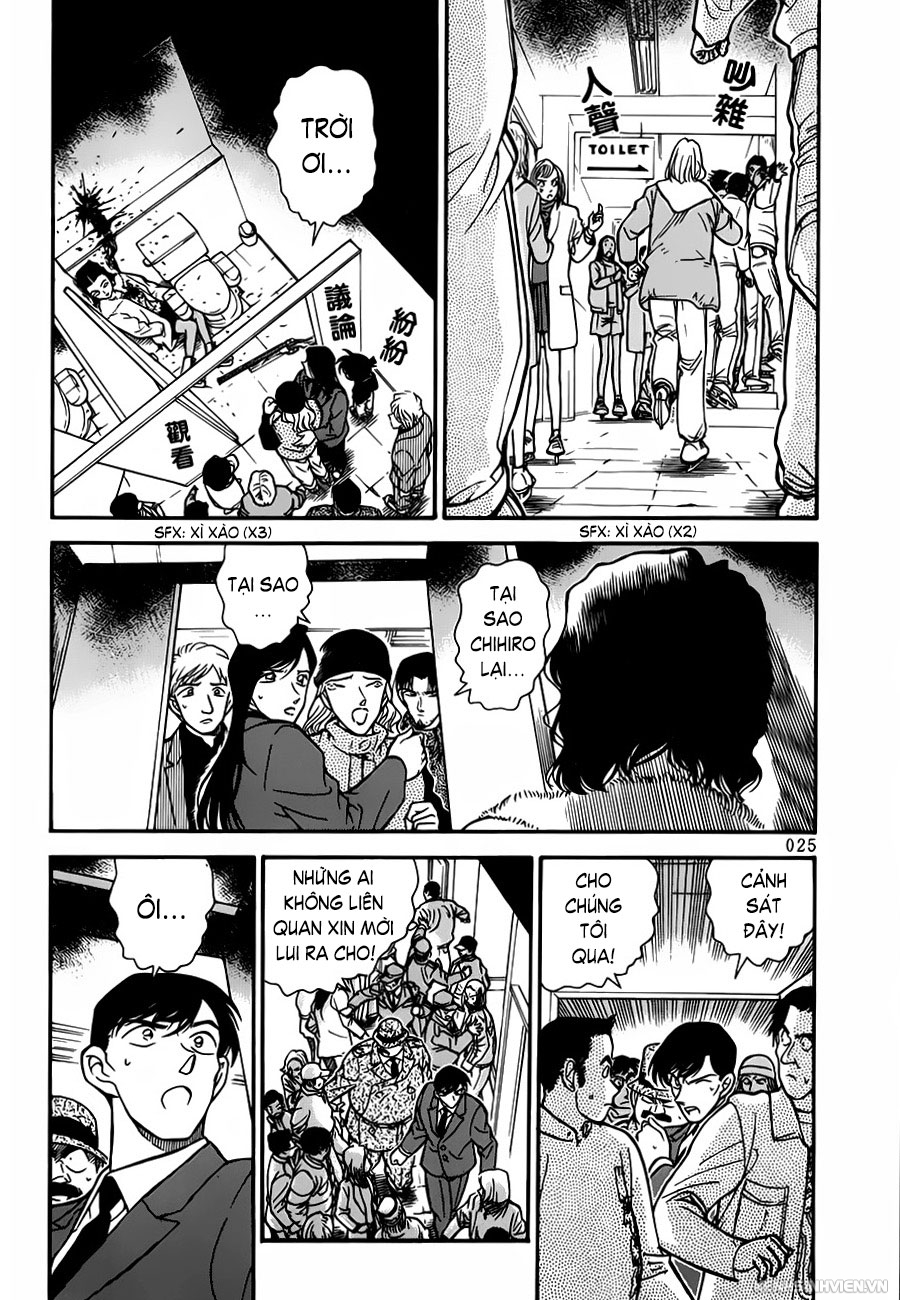 吵雜
人聲
TOILET
SFX: XÌ XÀO (X2)
TRỜI
ƠI...
紛紛
議論
觀看
SFX: XÌ XÀO (X3)
TẠI
SAO
CHIHIRO
LẠI...
TẠI SAO
...
025
CẢNH
SÁT
ĐÂY!
CHO
CHÚNG
TÔI
QUA!
NHỮNG AI
KHÔNG LIÊN
QUAN XIN MỜI
LUI RA CHO!
ÔI...